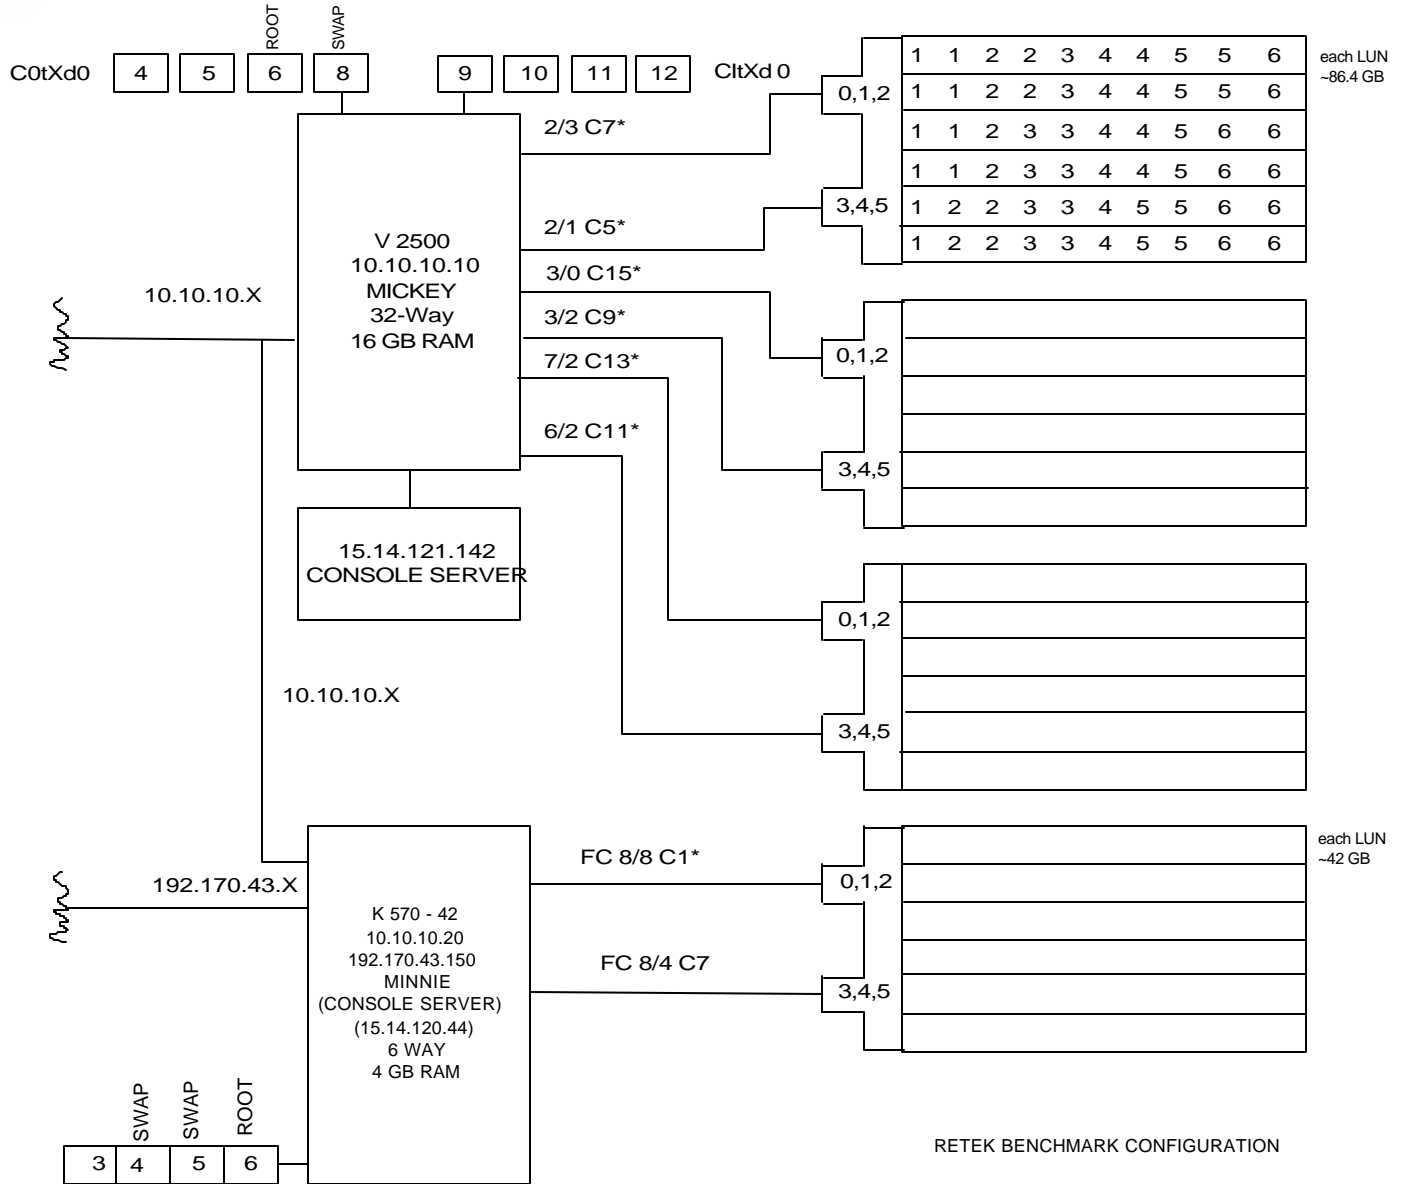 ROOT
SWAP
C0tXd0 4 5 6 8 9 10 11 12 CItXd 0
2/3 C7*
2/1 C5*
3/0 C15*
3/2 C9*
7/2 C13*
6/2 C11*
V 2500
10.10.10.10
MICKEY
32-Way
16 GB RAM
10.10.10.X
15.14.121.142
CONSOLE SERVER
10.10.10.X
0,1,2
3,4,5
1 1 2 2 3 4 4 5 5 6
1 1 2 2 3 4 4 5 5 6
1 1 2 3 3 4 4 5 6 6
1 1 2 3 3 4 4 5 6 6
1 2 2 3 3 4 5 5 6 6
1 2 2 3 3 4 5 5 6 6
each LUN
~86.4 GB
0,1,2
3,4,5
0,1,2
3,4,5
192.170.43.X
K 570 - 42
10.10.10.20
192.170.43.150
MINNIE
(CONSOLE SERVER)
(15.14.120.44)
6 WAY
4 GB RAM
FC 8/8 C1*
FC 8/4 C7
0,1,2
3,4,5
each LUN
~42 GB
SWAP
SWAP
ROOT
3 4 5 6
RETEK BENCHMARK CONFIGURATION